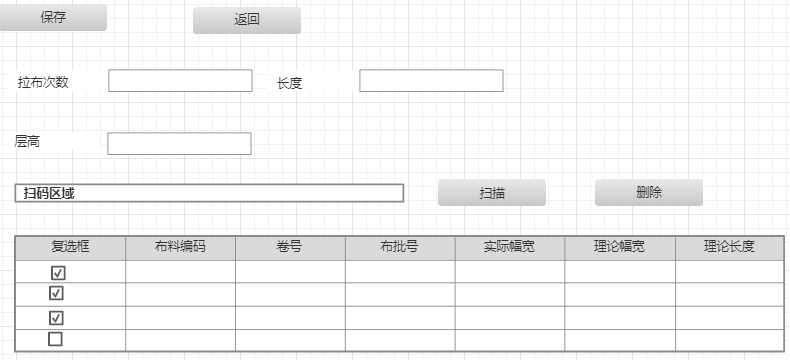 保存 返回
拉布次数 长度
层高
扫码区域 扫描 删除
复选框 布料编码 卷号 布批号 实际幅宽 理论幅宽 理论长度